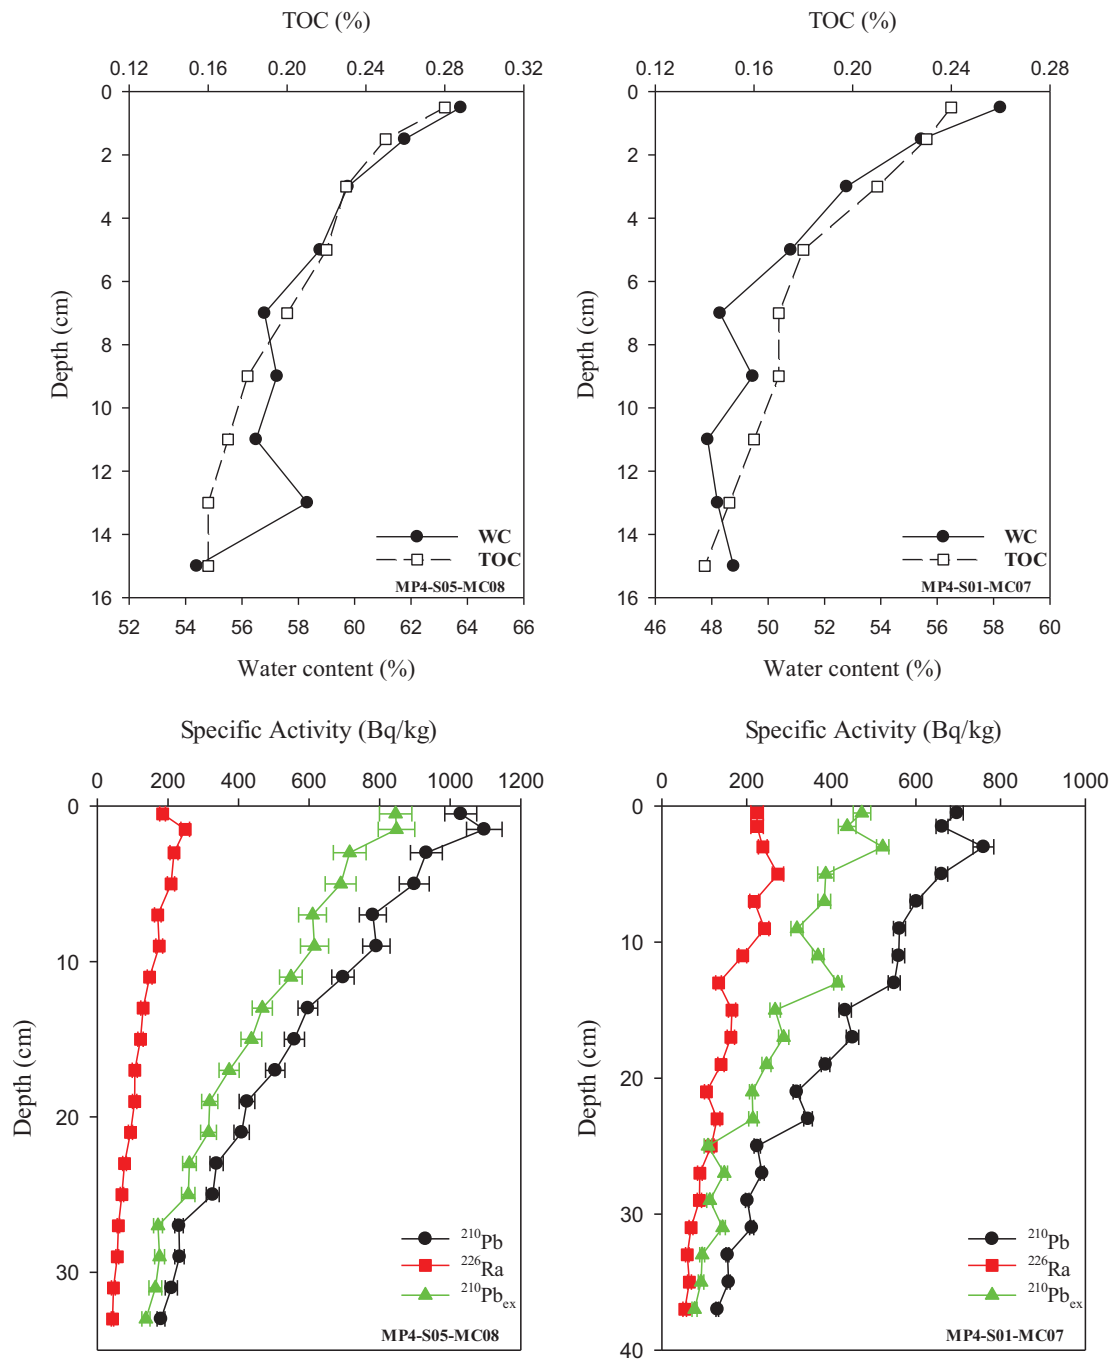 TOC (%)
0.12 0.16 0.20 0.24 0.28 0.32
0
2
4
6
8
10
12
14
16
Depth (cm)
WC
TOC
MP4-S05-MC08
52 54 56 58 60 62 64 66
Water content (%)
TOC (%)
0.12 0.16 0.20 0.24 0.28
0
2
4
6
8
10
12
14
16
Depth (cm)
WC
TOC
MP4-S01-MC07
46 48 50 52 54 56 58 60
Water content (%)
Specific Activity (Bq/kg)
0 200 400 600 800 1000 1200
0
10
20
30
Depth (cm)
²¹⁰Pb
²²⁶Ra
²¹⁰Pbₑₓ
MP4-S05-MC08
Specific Activity (Bq/kg)
0 200 400 600 800 1000
0
10
20
30
40
Depth (cm)
²¹⁰Pb
²²⁶Ra
²¹⁰Pbₑₓ
MP4-S01-MC07